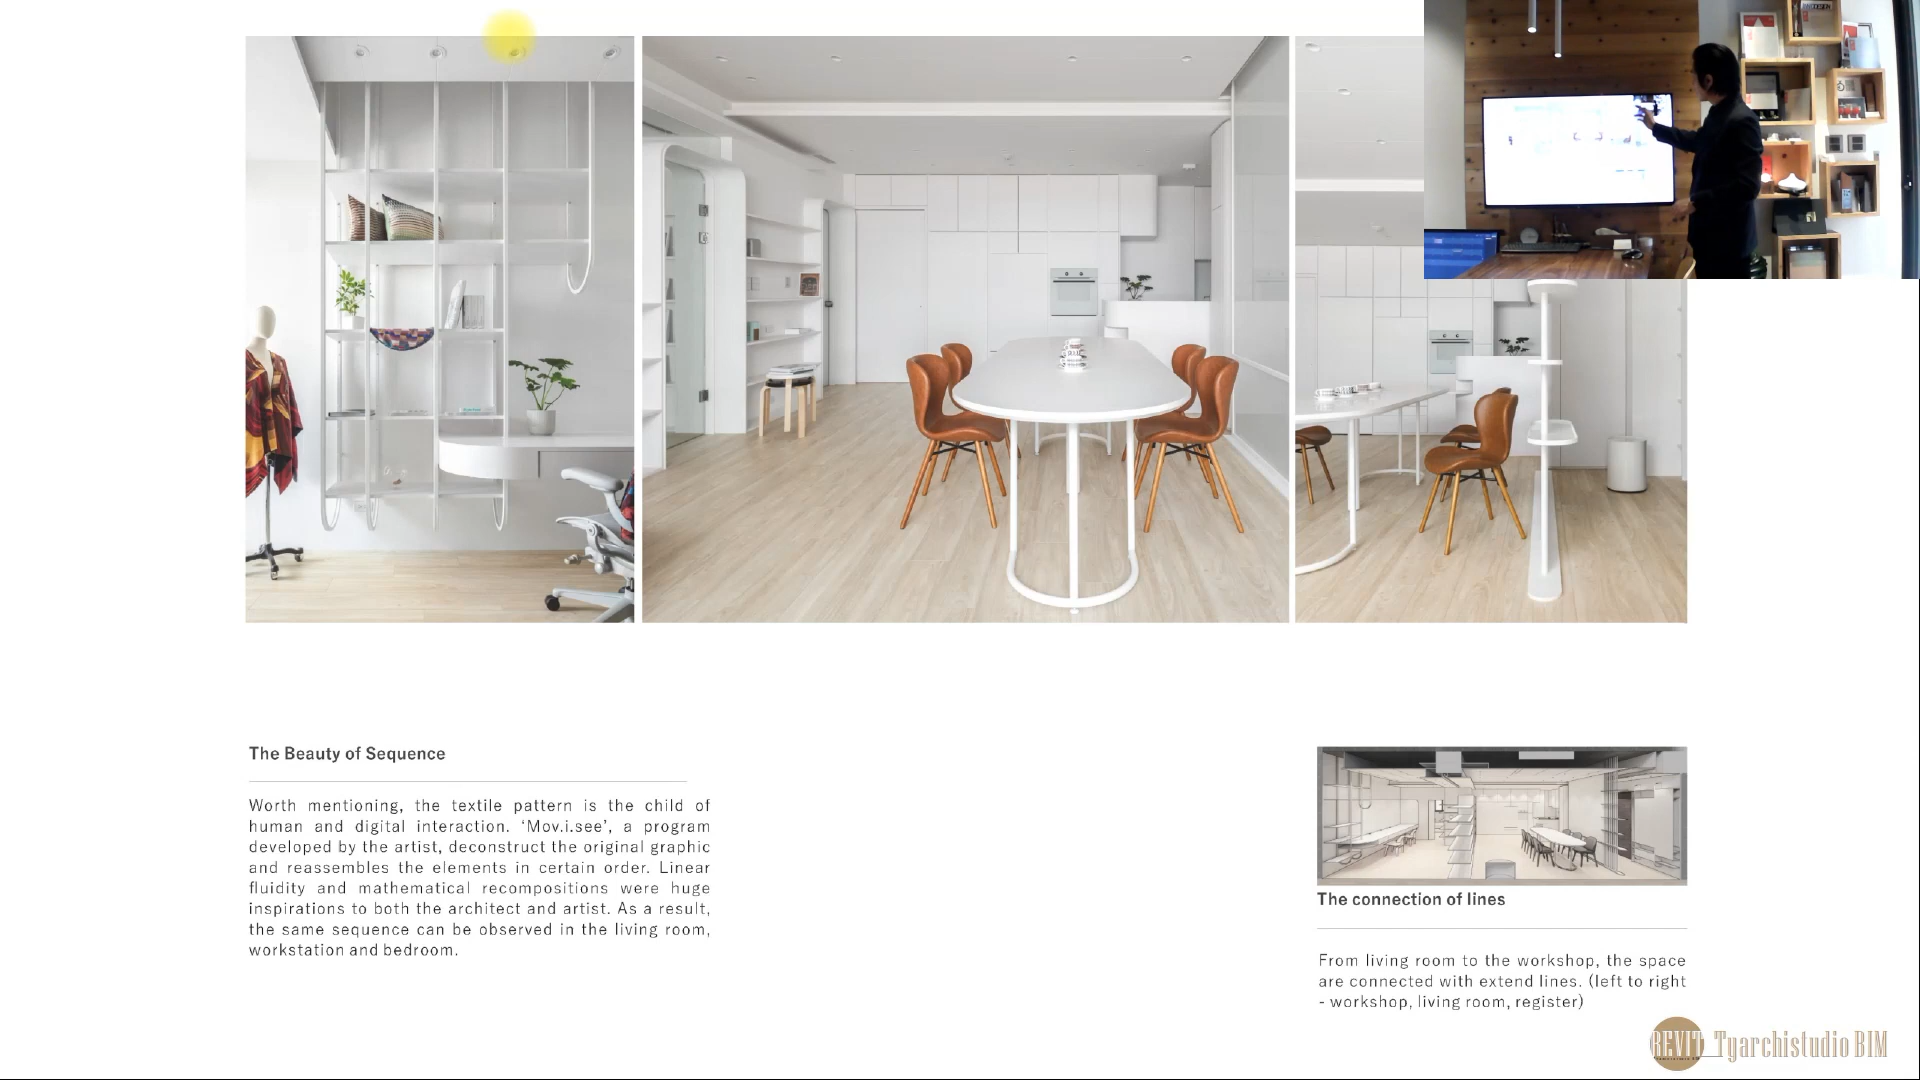 The Beauty of Sequence
Worth mentioning, the textile pattern is the child of
human and digital interaction. ‘Mov.i.see’, a program
developed by the artist, deconstruct the original graphic
and reassembles the elements in certain order. Linear
fluidity and mathematical recompositions were huge
inspirations to both the architect and artist. As a result,
the same sequence can be observed in the living room,
workstation and bedroom.
The connection of lines
From living room to the workshop, the space
are connected with extend lines. (left to right
- workshop, living room, register)
REVIT Tyarchistudio BIM